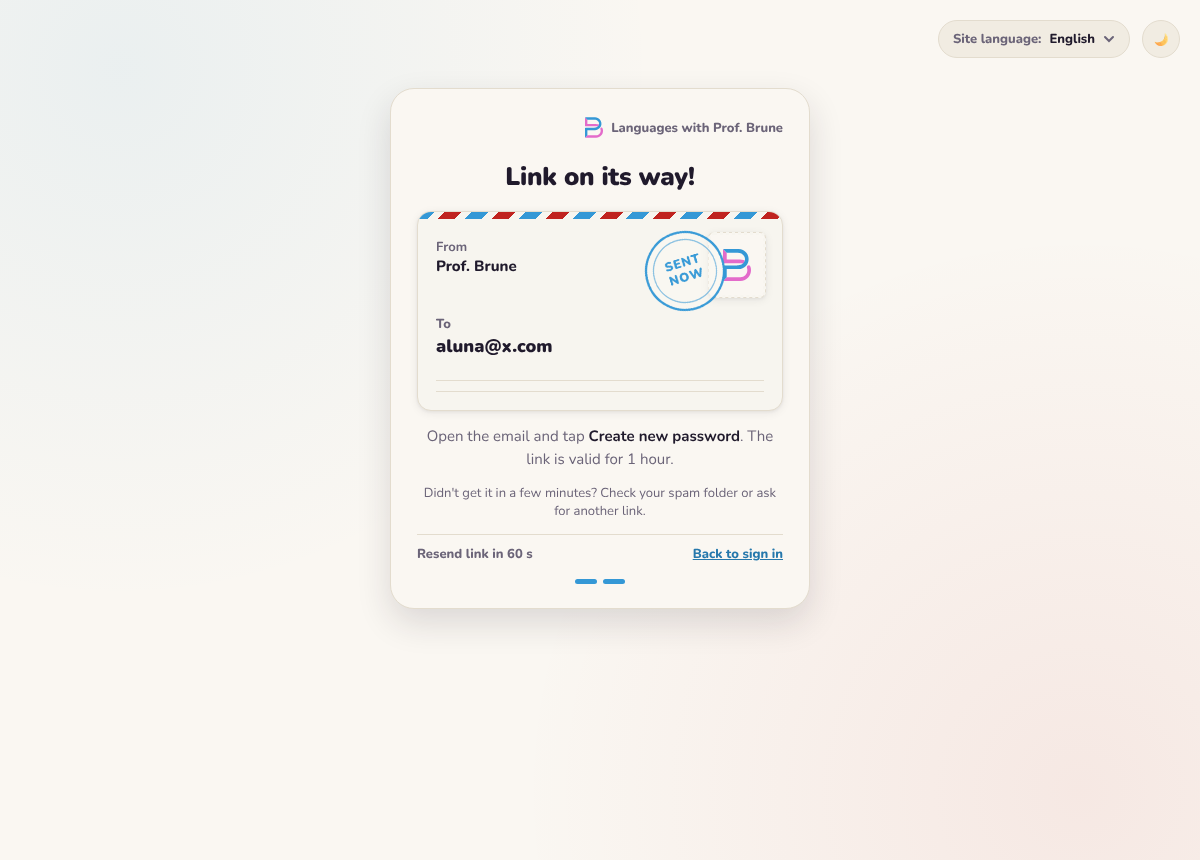 Site language: English
Languages with Prof. Brune
Link on its way!
From
Prof. Brune
SENT
NOW
To
aluna@x.com
Open the email and tap Create new password. The
link is valid for 1 hour.
Didn't get it in a few minutes? Check your spam folder or ask
for another link.
Resend link in 60 s
Back to sign in